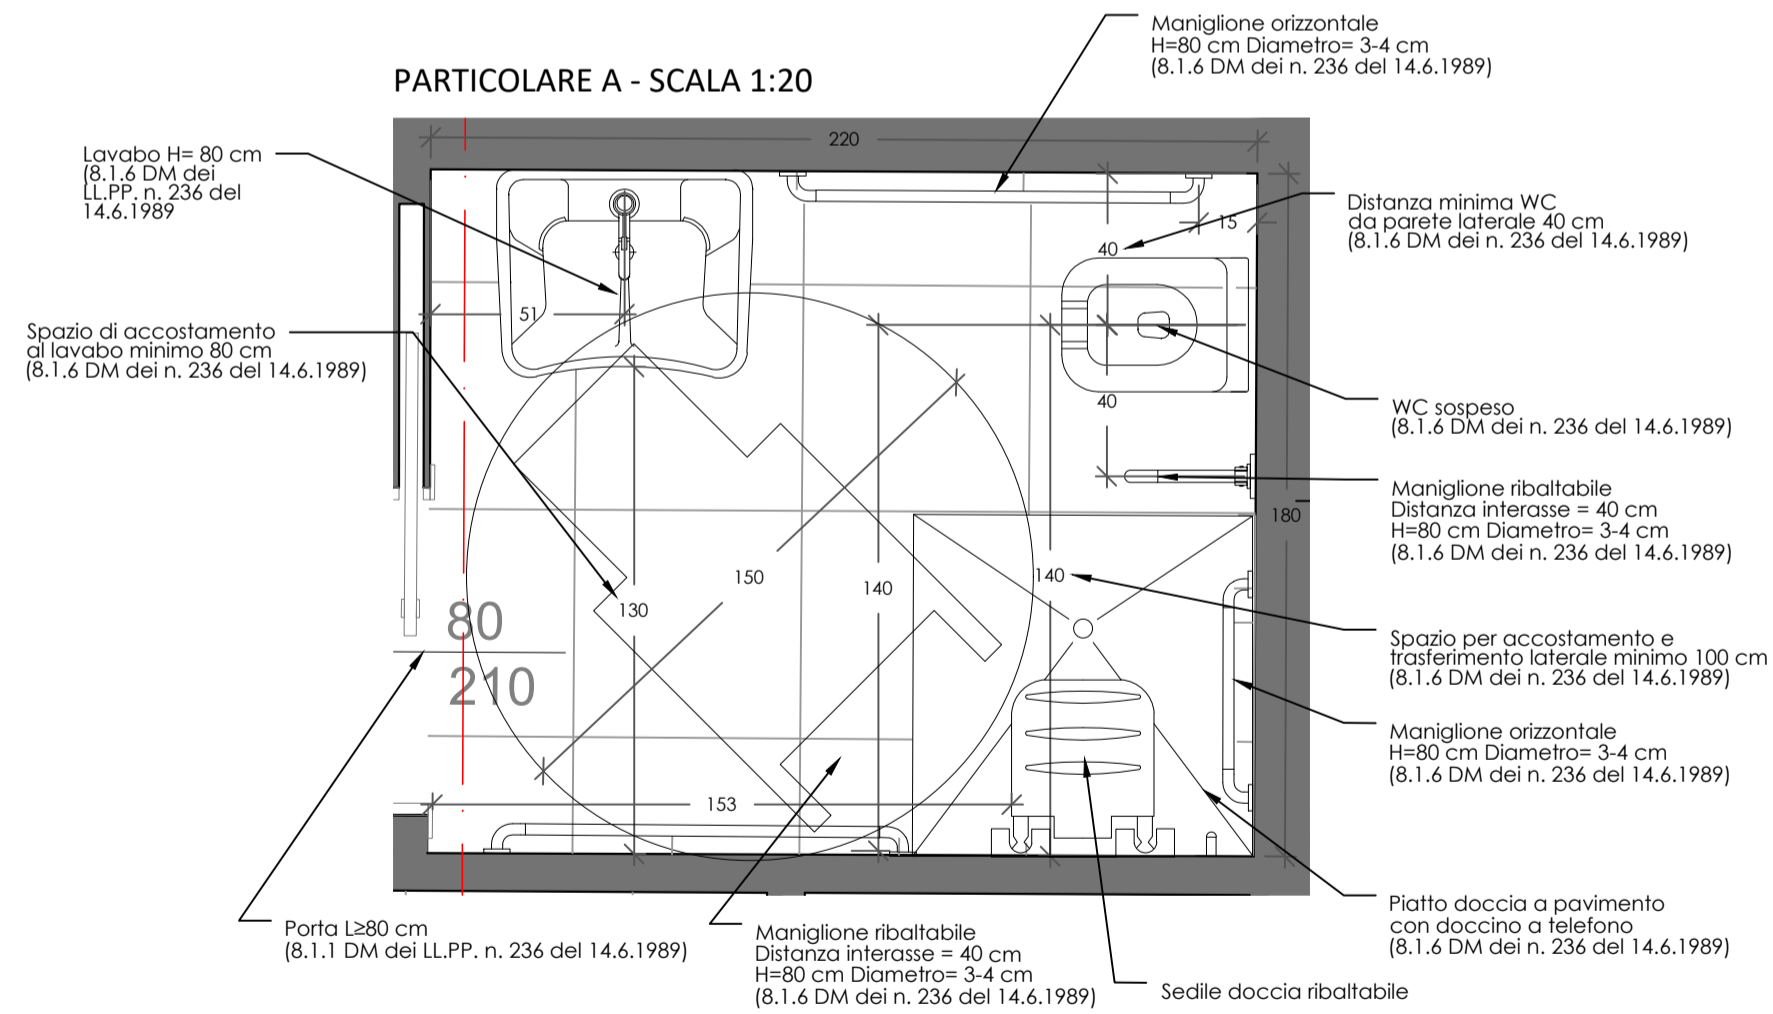 Maniglione orizzontale
H=80 cm Diametro= 3-4 cm
(8.1.6 DM dei n. 236 del 14.6.1989)
PARTICOLARE A - SCALA 1:20
220
Lavabo H= 80 cm
(8.1.6 DM dei
LL.PP. n. 236 del
14.6.1989
Distanza minima WC
da parete laterale 40 cm
(8.1.6 DM dei n. 236 del 14.6.1989)
15
40
51
Spazio di accostamento
al lavabo minimo 80 cm
(8.1.6 DM dei n. 236 del 14.6.1989)
40
WC sospeso
(8.1.6 DM dei n. 236 del 14.6.1989)
Maniglione ribaltabile
Distanza interasse = 40 cm
H=80 cm Diametro= 3-4 cm
(8.1.6 DM dei n. 236 del 14.6.1989)
180
150
140
140
130
80
210
Spazio per accostamento e
trasferimento laterale minimo 100 cm
(8.1.6 DM dei n. 236 del 14.6.1989)
Maniglione orizzontale
H=80 cm Diametro= 3-4 cm
(8.1.6 DM dei n. 236 del 14.6.1989)
153
Piatto doccia a pavimento
con doccino a telefono
(8.1.6 DM dei n. 236 del 14.6.1989)
Porta L≥80 cm
(8.1.1 DM dei LL.PP. n. 236 del 14.6.1989)
Maniglione ribaltabile
Distanza interasse = 40 cm
H=80 cm Diametro= 3-4 cm
(8.1.6 DM dei n. 236 del 14.6.1989)
Sedile doccia ribaltabile